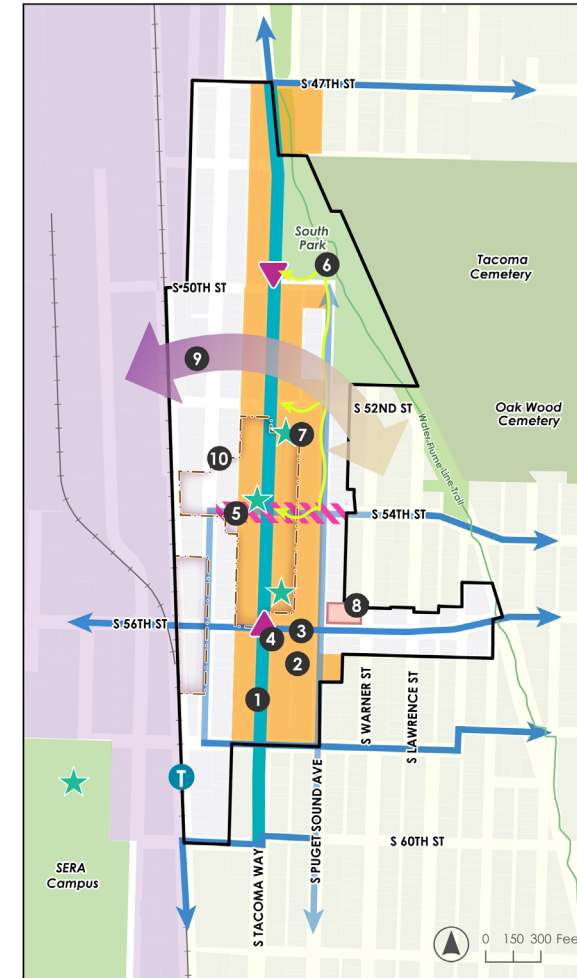 S 47TH ST
South
Park
6
Tacoma
Cemetery
S 50TH ST
9
S 52ND ST
Oak Wood
Cemetery
Water Flume Line Trail
7
10
5
S 54TH ST
8
S 56TH ST
3
4
2
1
S WARNER ST
S LAWRENCE ST
T
S PUGET SOUND AVE
S 60TH ST
SERA
Campus
S TACOMA WAY
0 150 300 Fee